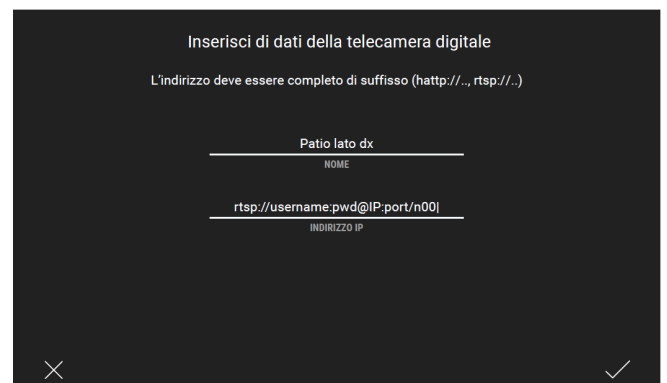 Inserisci di dati della telecamera digitale
L'indirizzo deve essere completo di suffisso (hattp://.., rtsp://..)
Patio lato dx
NOME
rtsp://username:pwd@IP:port/n00|
INDIRIZZO IP